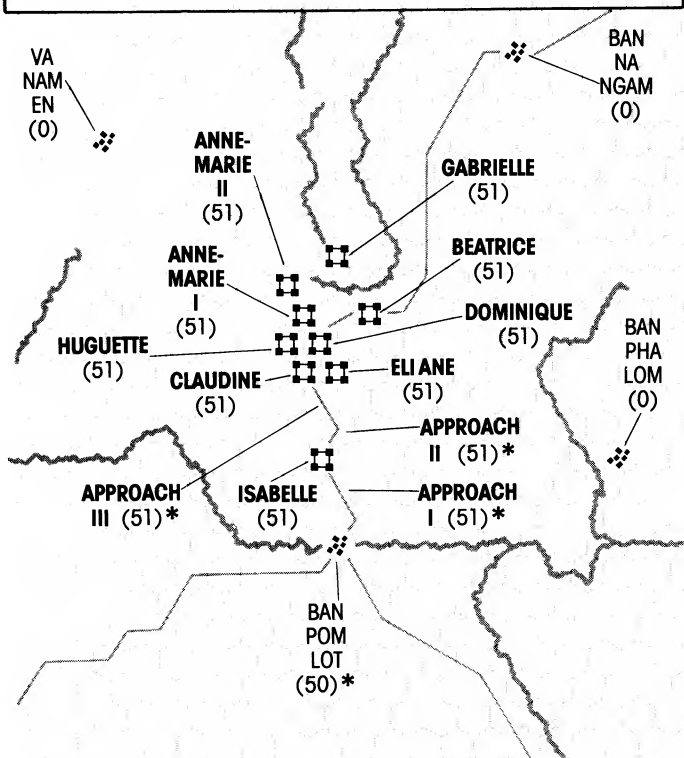 VA
NAM
EN
(0)
BAN
NA
NGAM
(0)
ANNE-
MARIE
II
(51)
GABRIELLE
(51)
ANNE-
MARIE
I
(51)
BEATRICE
(51)
DOMINIQUE
(51)
HUGUETTE
(51)
CLAUDINE
(51)
ELIANE
(51)
BAN
PHA
LOM
(0)
APPROACH
II (51)*
APPROACH
III (51)*
ISABELLE
(51)
APPROACH
I (51)*
BAN
POM
LOT
(50)*